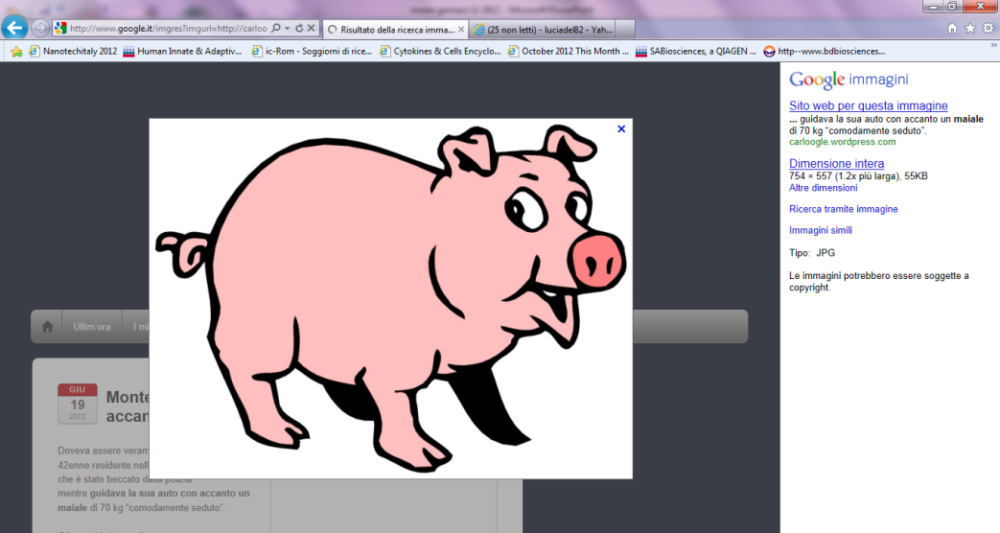 http://www.google.it/imgres?imgurl=http://carloo
Risultato della ricerca imma...
(25 non letti) - luciadel82 - Yah...
Nanotechitaly 2012
Human Innate & Adaptiv...
ic-Rom - Soggiorni di rice...
Cytokines & Cells Encyclo...
October 2012 This Month ...
SABiosciences, a QIAGEN ...
http--www.bdbiosciences...
Google immagini
Sito web per questa immagine
... guidava la sua auto con accanto un maiale
di 70 kg “comodamente seduto”.
carloogle.wordpress.com
Dimensione intera
754 × 557 (1.2x più larga), 55KB
Altre dimensioni
Ricerca tramite immagine
Immagini simili
Tipo: JPG
Le immagini potrebbero essere soggette a
copyright.
Ultim'ora
I mi
GIU
19
2012
Monte
accan
Doveva essere veram
42enne residente nell
che è stato beccato dalla polizia
mentre guidava la sua auto con accanto un
maiale di 70 kg “comodamente seduto”.